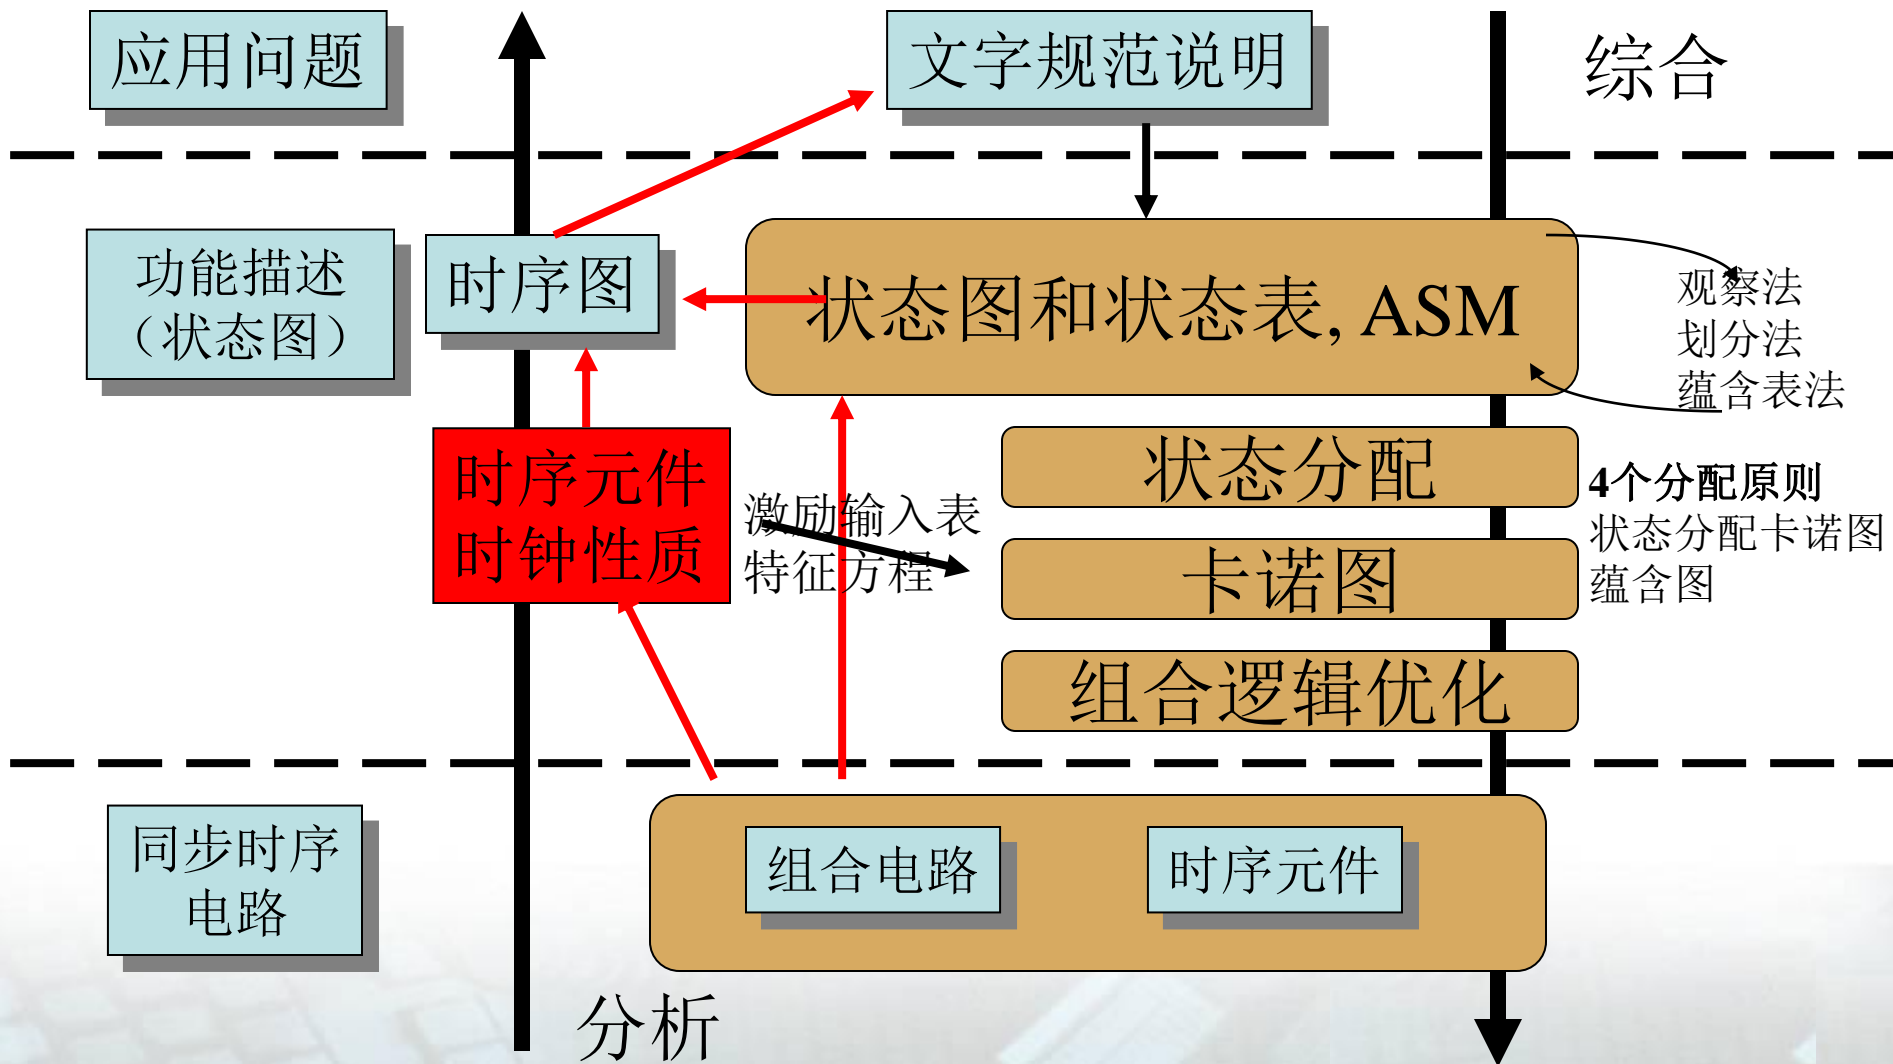 应用问题
文字规范说明
综合
功能描述
（状态图）
时序图
状态图和状态表, ASM
观察法
划分法
蕴含表法
时序元件
时钟性质
激励输入表
特征方程
状态分配
卡诺图
组合逻辑优化
4个分配原则
状态分配卡诺图
蕴含图
同步时序
电路
组合电路
时序元件
分析